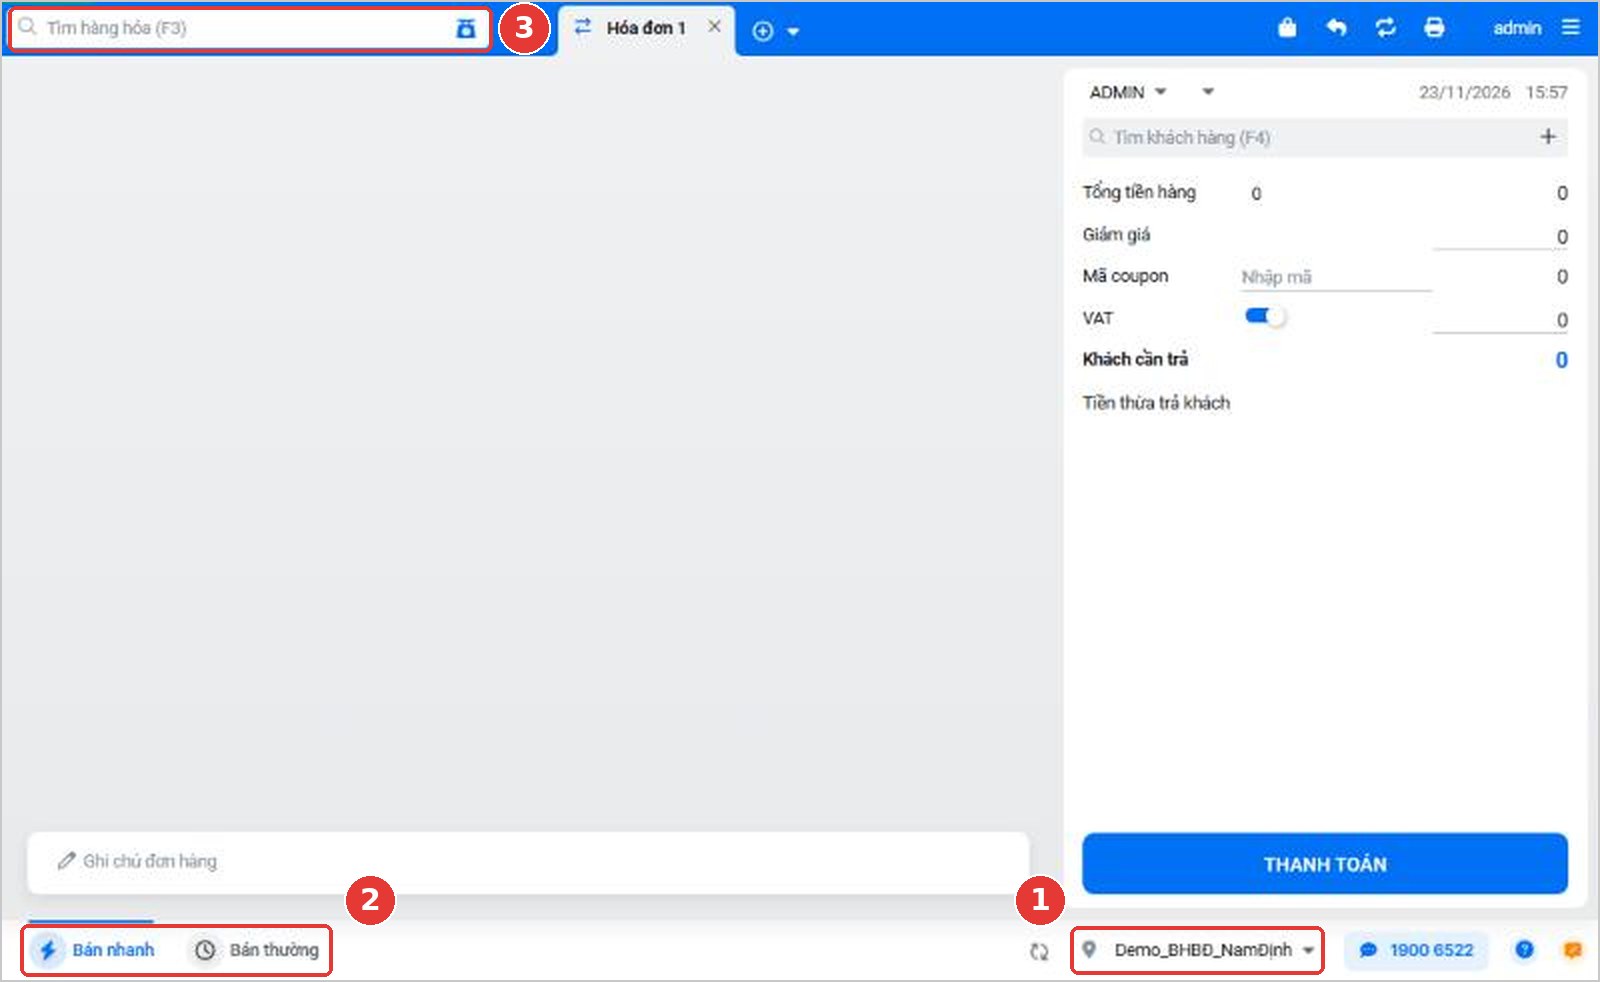 Tìm hàng hóa (F3)
3
Hóa đơn 1
admin
ADMIN
23/11/2026 15:57
Tìm khách hàng (F4)
Tổng tiền hàng 0 0
Giảm giá 0
Mã coupon Nhập mã 0
VAT 0
Khách cần trả 0
Tiền thừa trả khách
Ghi chú đơn hàng
THANH TOÁN
2
1
Bán nhanh
Bán thường
Demo_BHBĐ_NamĐịnh
1900 6522